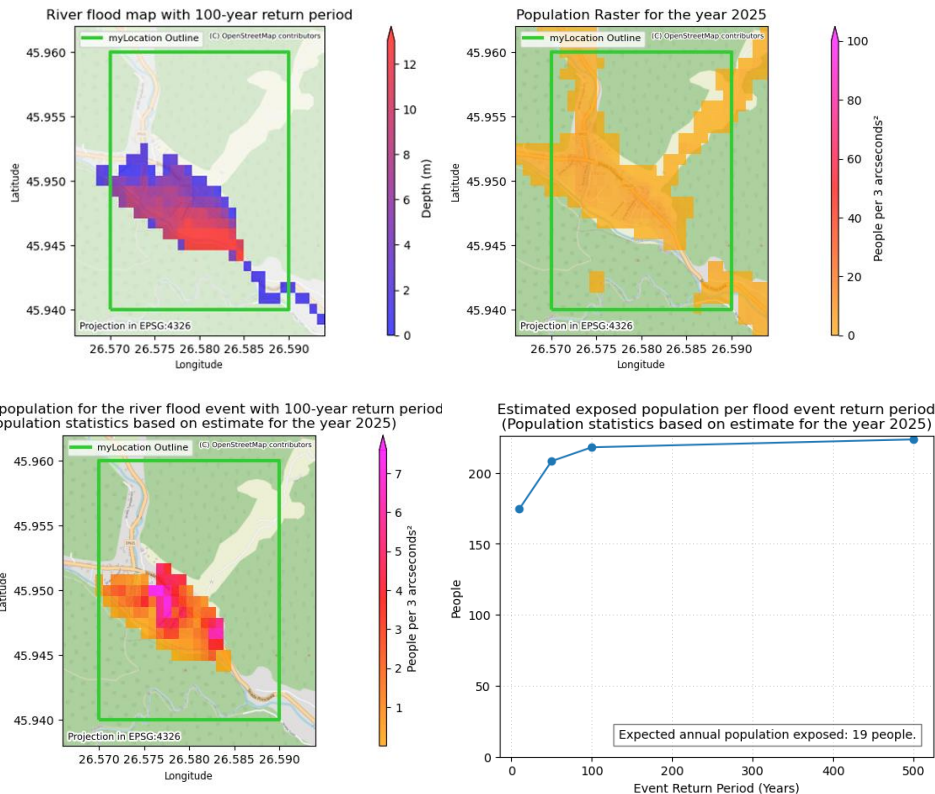 River flood map with 100-year return period
myLocation Outline
(C) OpenStreetMap contributors
45.960
45.955
45.950
45.945
45.940
Latitude
Projection in EPSG:4326
26.570 26.575 26.580 26.585 26.590
Longitude
12
10
8
6
4
2
0
Depth (m)
Population Raster for the year 2025
myLocation Outline
(C) OpenStreetMap contributors
45.960
45.955
45.950
45.945
45.940
Latitude
Projection in EPSG:4326
26.570 26.575 26.580 26.585 26.590
Longitude
100
80
60
40
20
0
People per 3 arcseconds²
population for the river flood event with 100-year return period
opulation statistics based on estimate for the year 2025)
myLocation Outline
(C) OpenStreetMap contributors
45.960
45.955
45.950
45.945
45.940
Latitude
Projection in EPSG:4326
26.570 26.575 26.580 26.585 26.590
Longitude
7
6
5
4
3
2
1
People per 3 arcseconds²
Estimated exposed population per flood event return period
(Population statistics based on estimate for the year 2025)
200
150
100
50
0
People
Expected annual population exposed: 19 people.
0 100 200 300 400 500
Event Return Period (Years)